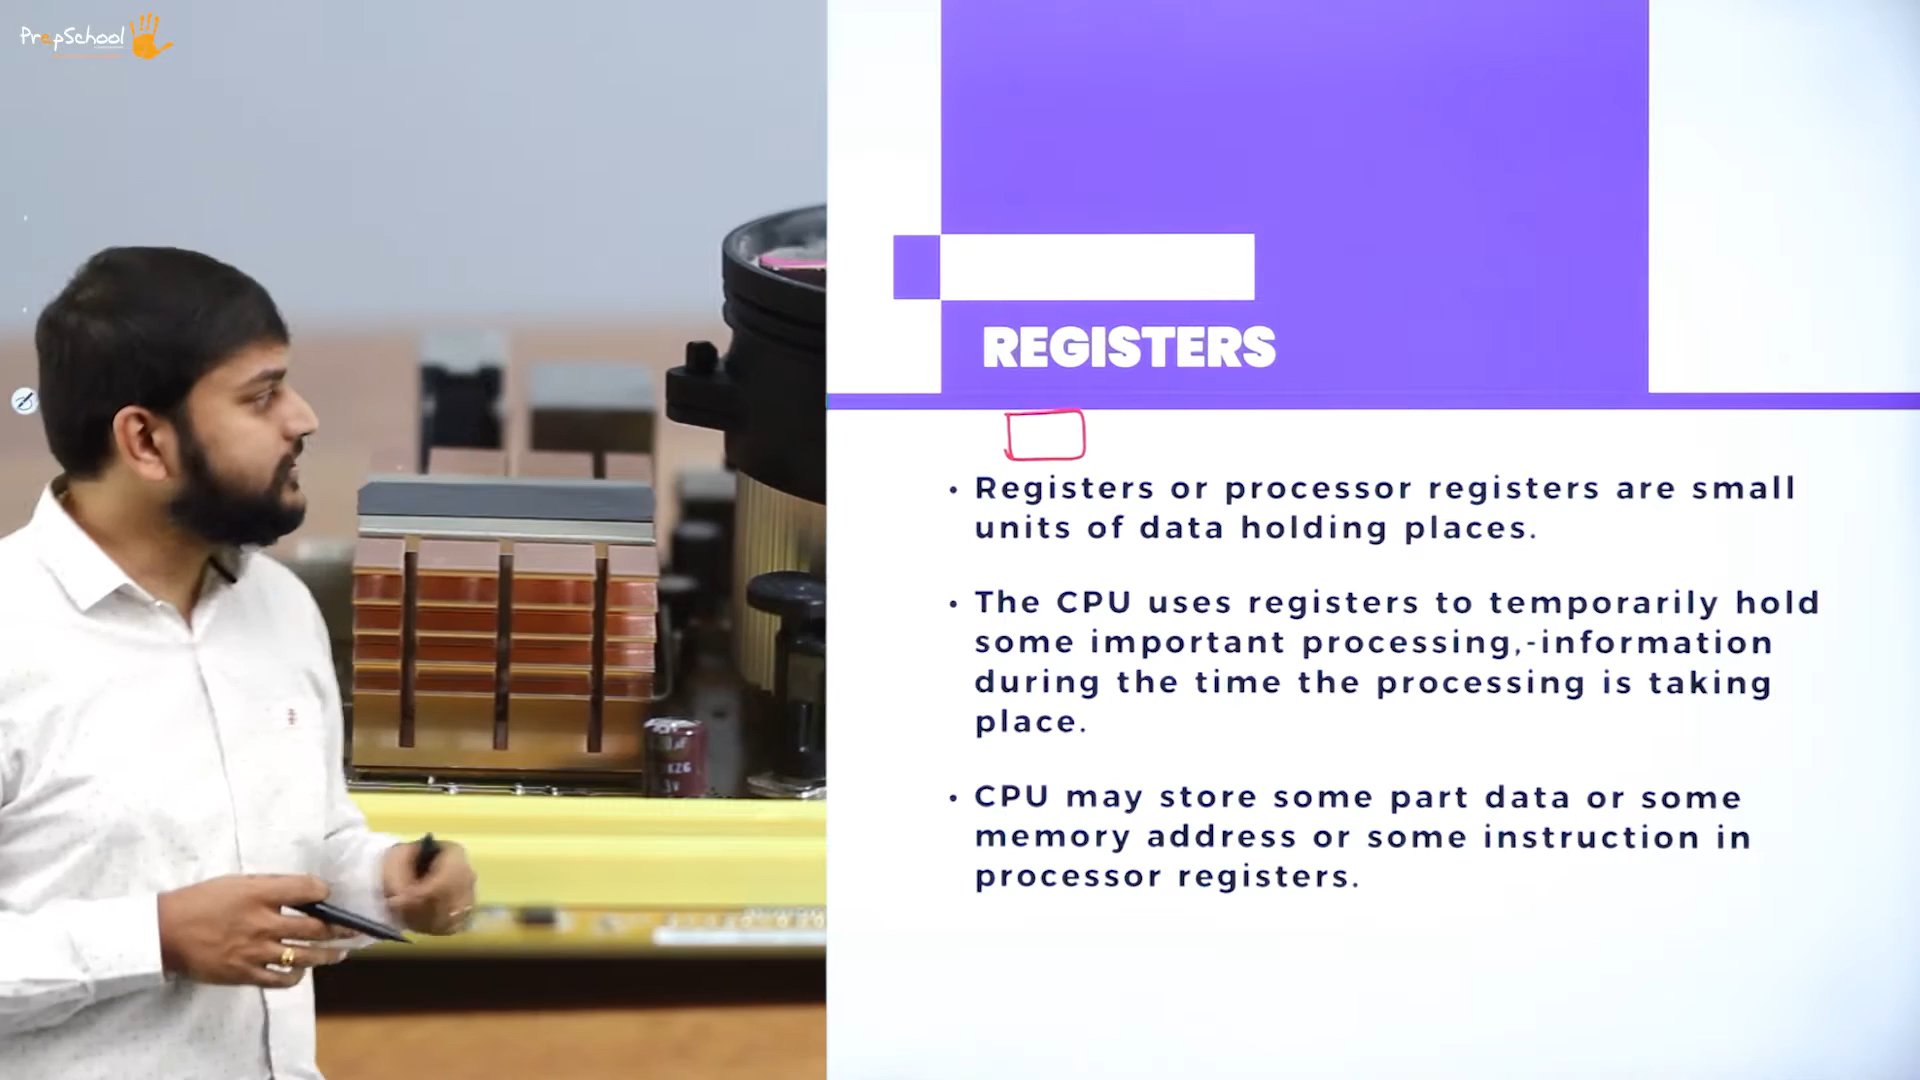 PrepSchool
REGISTERS
• Registers or processor registers are small
units of data holding places.
• The CPU uses registers to temporarily hold
some important processing,-information
during the time the processing is taking
place.
• CPU may store some part data or some
memory address or some instruction in
processor registers.